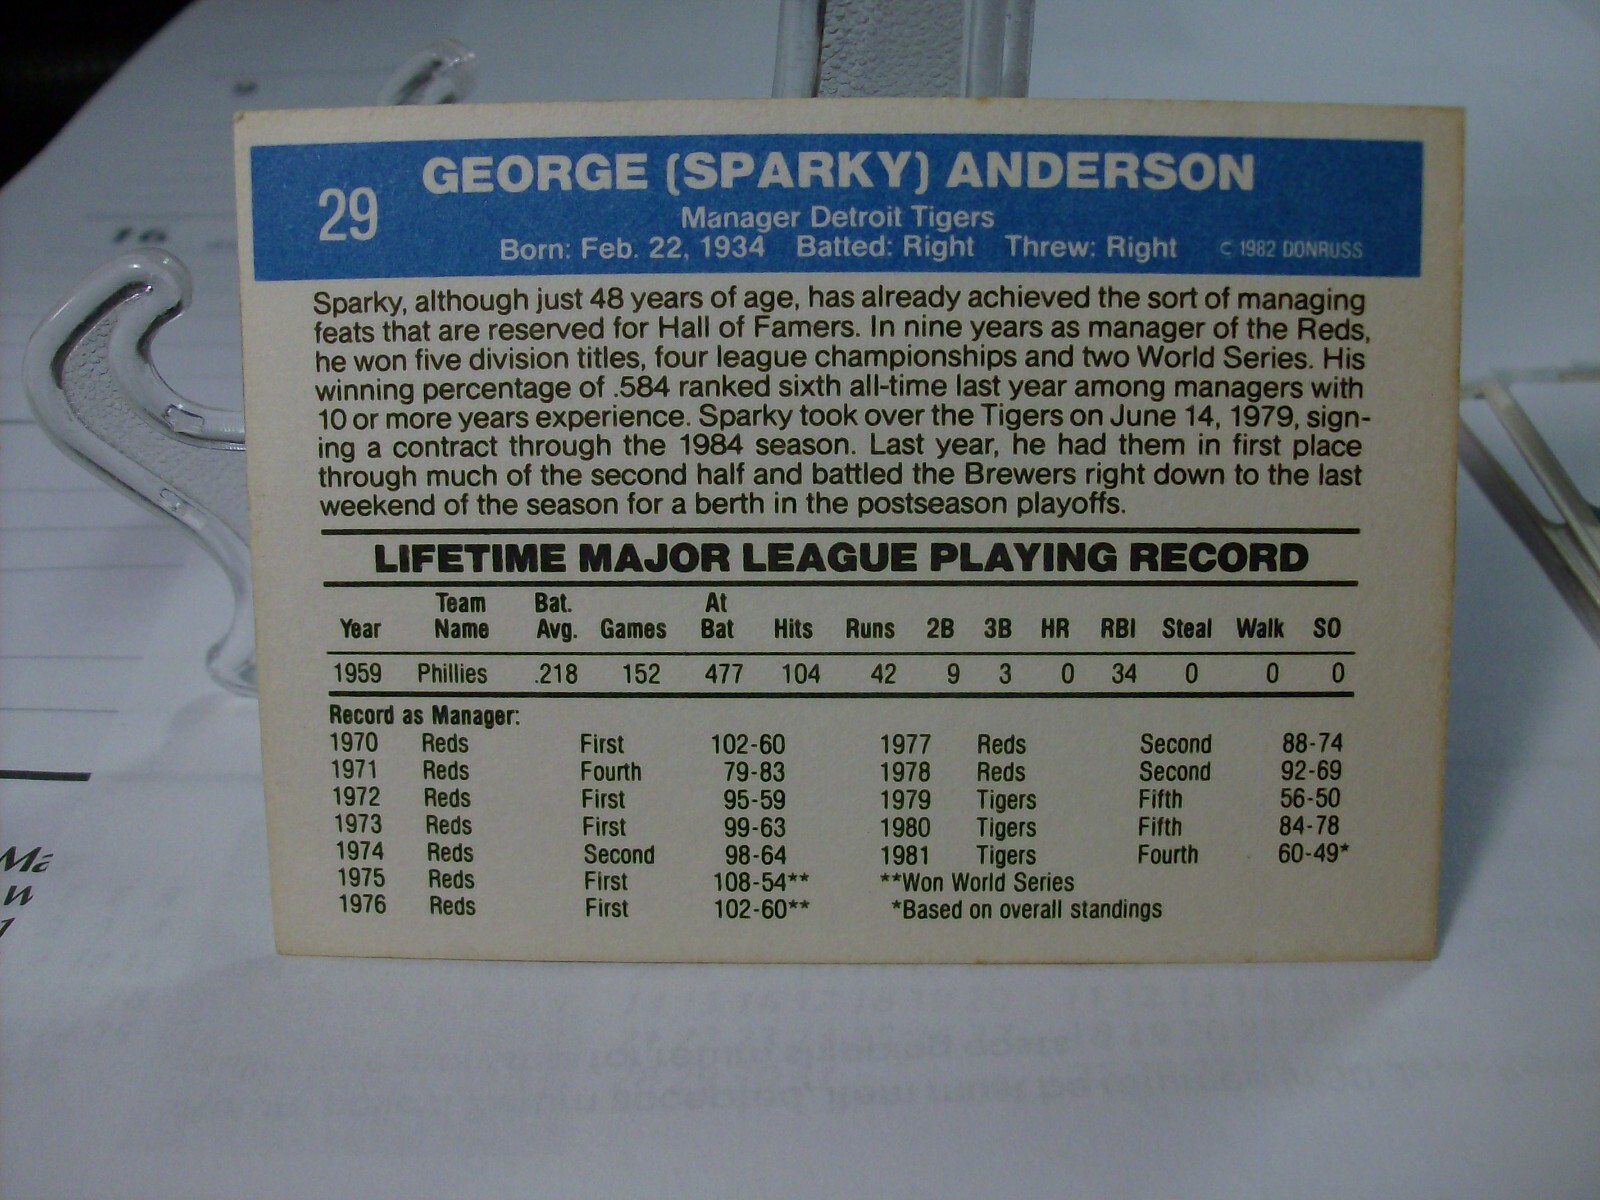 GEORGE (SPARKY) ANDERSON
29
Manager Detroit Tigers
Born: Feb. 22, 1934 Batted: Right Threw: Right © 1982 DONRUSS
Sparky, although just 48 years of age, has already achieved the sort of managing
feats that are reserved for Hall of Famers. In nine years as manager of the Reds,
he won five division titles, four league championships and two World Series. His
winning percentage of .584 ranked sixth all-time last year among managers with
10 or more years experience. Sparky took over the Tigers on June 14, 1979, sign-
ing a contract through the 1984 season. Last year, he had them in first place
through much of the second half and battled the Brewers right down to the last
weekend of the season for a berth in the postseason playoffs.
LIFETIME MAJOR LEAGUE PLAYING RECORD
Year Team Name Bat. Avg. Games At Bat Hits Runs 2B 3B HR RBI Steal Walk SO
1959 Phillies .218 152 477 104 42 9 3 0 34 0 0 0
Record as Manager:
1970 Reds First 102-60 1977 Reds Second 88-74
1971 Reds Fourth 79-83 1978 Reds Second 92-69
1972 Reds First 95-59 1979 Tigers Fifth 56-50
1973 Reds First 99-63 1980 Tigers Fifth 84-78
1974 Reds Second 98-64 1981 Tigers Fourth 60-49*
1975 Reds First 108-54** **Won World Series
1976 Reds First 102-60** *Based on overall standings
16